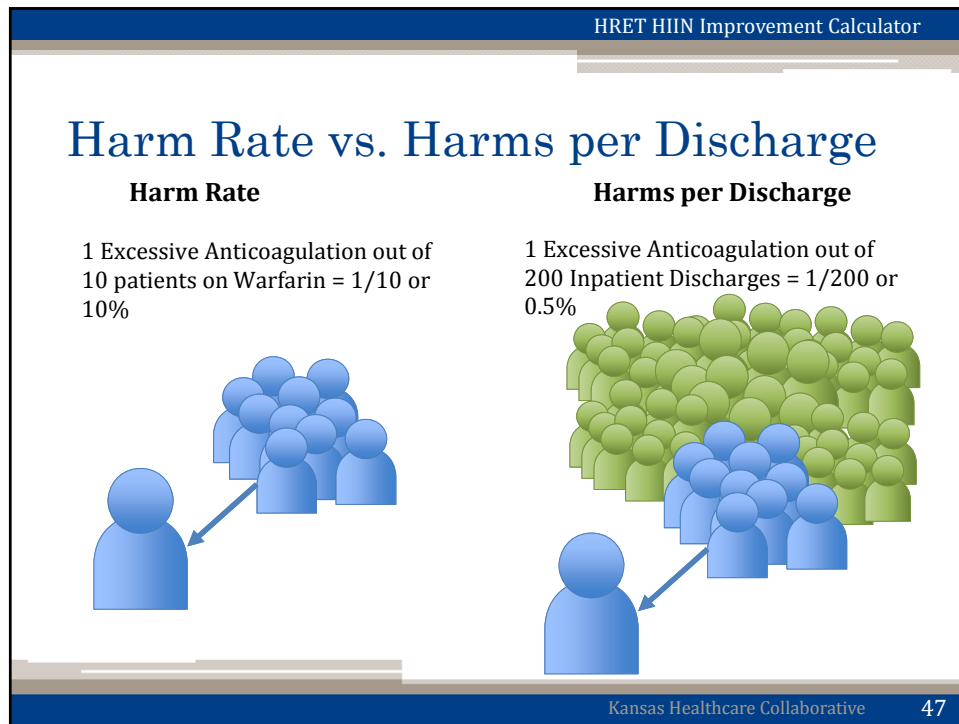 HRET HIIN Improvement Calculator
Harm Rate vs. Harms per Discharge
Harm Rate
1 Excessive Anticoagulation out of
10 patients on Warfarin = 1/10 or
10%
Harms per Discharge
1 Excessive Anticoagulation out of
200 Inpatient Discharges = 1/200 or
0.5%
Kansas Healthcare Collaborative 47